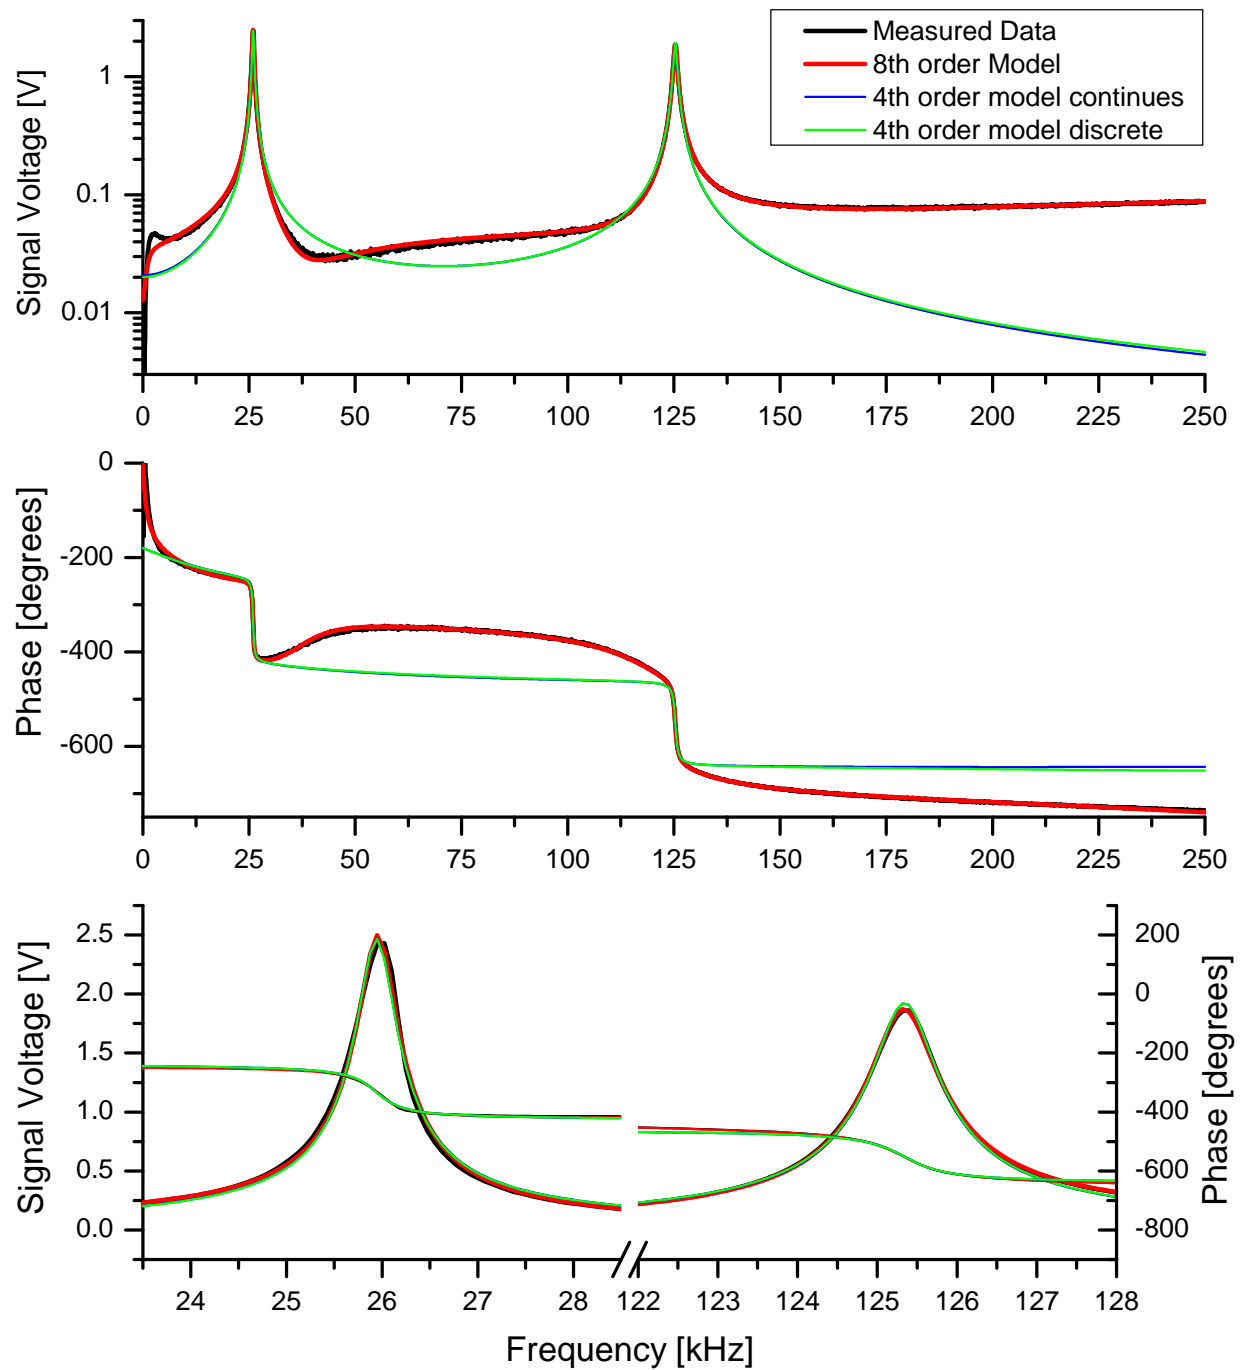 Measured Data
8th order Model
4th order model continues
4th order model discrete
Signal Voltage [V]
1
0.1
0.01
0 25 50 75 100 125 150 175 200 225 250
Phase [degrees]
0
-200
-400
-600
0 25 50 75 100 125 150 175 200 225 250
Signal Voltage [V]
2.5
2.0
1.5
1.0
0.5
0.0
200
0
-200
-400
-600
-800
Phase [degrees]
24 25 26 27 28 122 123 124 125 126 127 128
Frequency [kHz]